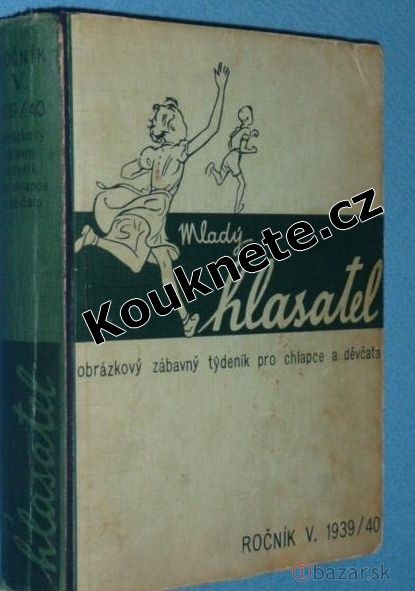 ROČNÍK
V.
1939/40
obrázkový
zábavný
týdeník
pro chlapce
a děvčata
hlasatel
Mladý
hlasatel
obrázkový zábavný týdeník pro chlapce a děvčata
ROČNÍK V. 1939/40
Kouknete.cz
1bazar.sk